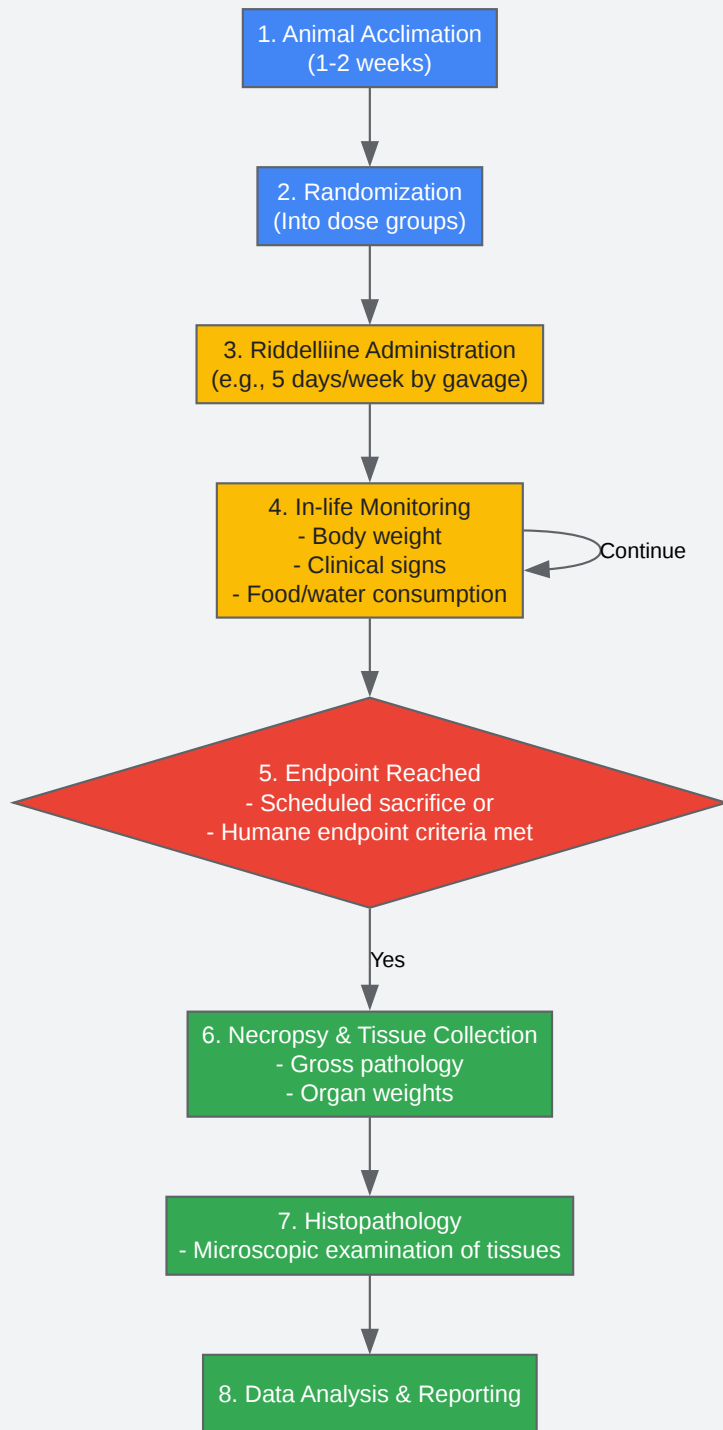 1. Animal Acclimation
(1-2 weeks)
2. Randomization
(Into dose groups)
3. Riddelliine Administration
(e.g., 5 days/week by gavage)
4. In-life Monitoring
- Body weight
- Clinical signs
- Food/water consumption
Continue
5. Endpoint Reached
- Scheduled sacrifice or
- Humane endpoint criteria met
Yes
6. Necropsy & Tissue Collection
- Gross pathology
- Organ weights
7. Histopathology
- Microscopic examination of tissues
8. Data Analysis & Reporting